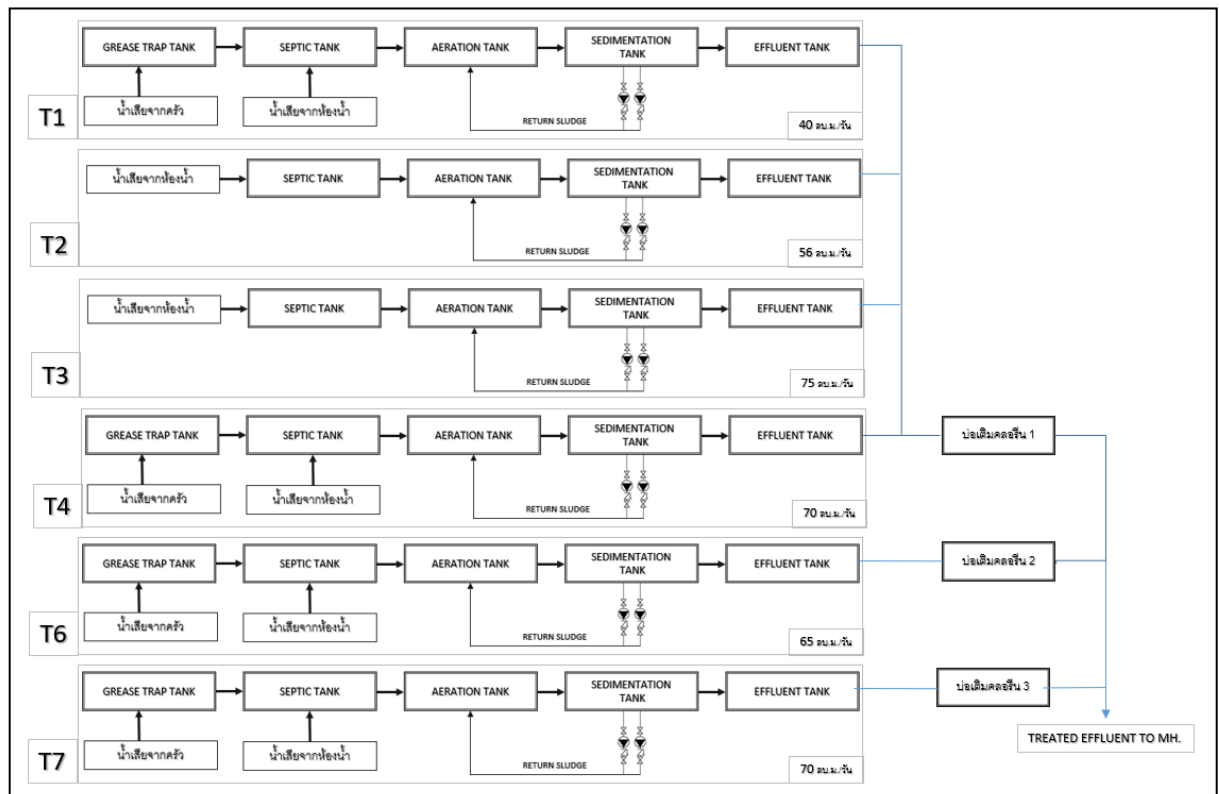 GREASE TRAP TANK
SEPTIC TANK
AERATION TANK
SEDIMENTATION
TANK
EFFLUENT TANK
น้ำเสียจากครัว
น้ำเสียจากห้องน้ำ
T1
RETURN SLUDGE
40 ลบ.ม./วัน
น้ำเสียจากห้องน้ำ
SEPTIC TANK
AERATION TANK
SEDIMENTATION
TANK
EFFLUENT TANK
T2
RETURN SLUDGE
56 ลบ.ม./วัน
น้ำเสียจากห้องน้ำ
SEPTIC TANK
AERATION TANK
SEDIMENTATION
TANK
EFFLUENT TANK
T3
RETURN SLUDGE
75 ลบ.ม./วัน
GREASE TRAP TANK
SEPTIC TANK
AERATION TANK
SEDIMENTATION
TANK
EFFLUENT TANK
บ่อเติมคลอรีน 1
น้ำเสียจากครัว
น้ำเสียจากห้องน้ำ
T4
RETURN SLUDGE
70 ลบ.ม./วัน
GREASE TRAP TANK
SEPTIC TANK
AERATION TANK
SEDIMENTATION
TANK
EFFLUENT TANK
บ่อเติมคลอรีน 2
น้ำเสียจากครัว
น้ำเสียจากห้องน้ำ
T6
RETURN SLUDGE
65 ลบ.ม./วัน
GREASE TRAP TANK
SEPTIC TANK
AERATION TANK
SEDIMENTATION
TANK
EFFLUENT TANK
บ่อเติมคลอรีน 3
น้ำเสียจากครัว
น้ำเสียจากห้องน้ำ
T7
RETURN SLUDGE
70 ลบ.ม./วัน
TREATED EFFLUENT TO MH.